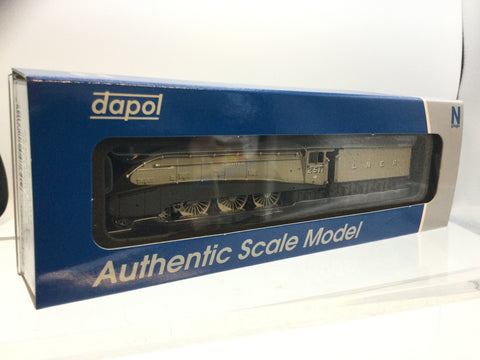 dapol
N
L N E R
2511
Authentic Scale Model